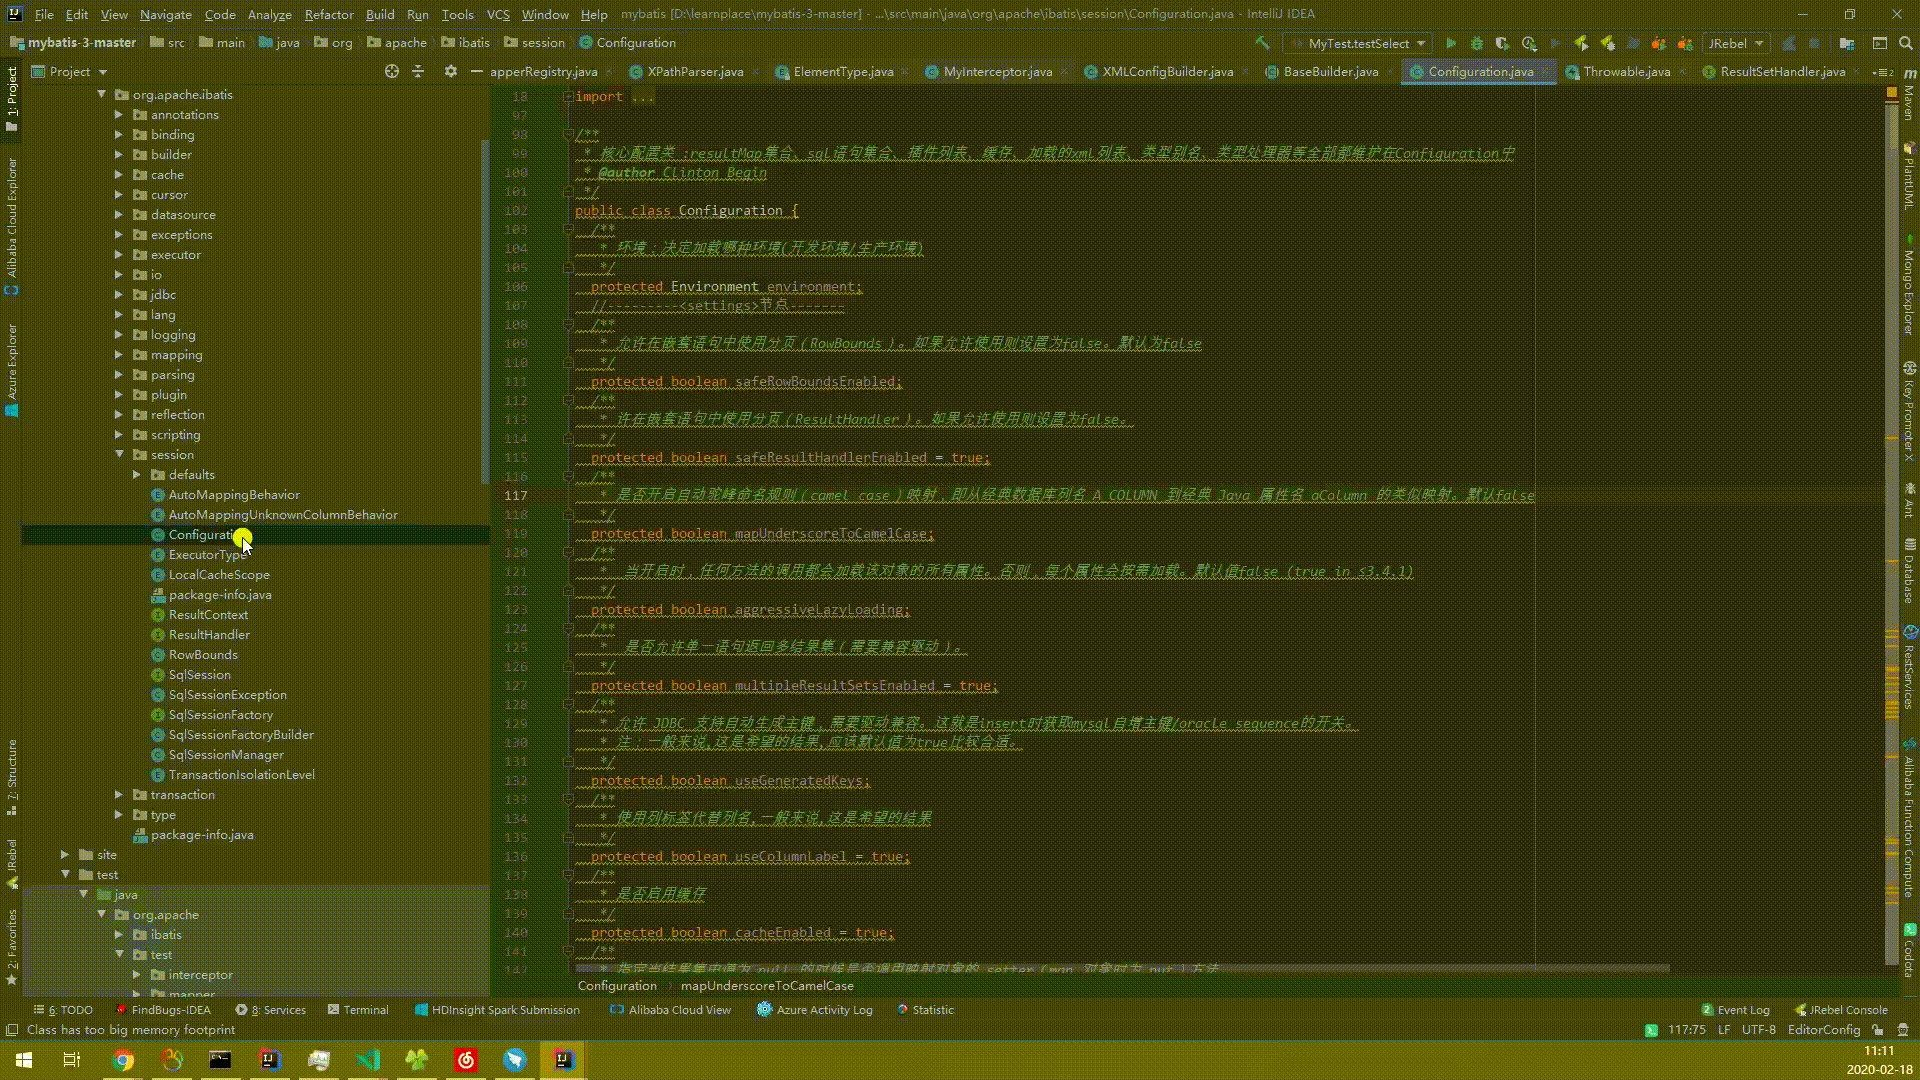 File Edit View Navigate Code Analyze Refactor Build Run Tools VCS Window Help mybatis [D:\learnplace\mybatis-3-master] - ...\src\main\java\org\apache\ibatis\session\Configuration.java - IntelliJ IDEA
mybatis-3-master src main java org apache ibatis session Configuration MyTest.testSelect JRebel
Project apperRegistry.java XPathParser.java ElementType.java MyInterceptor.java XMLConfigBuilder.java BaseBuilder.java Configuration.java Throwable.java ResultSetHandler.java
1: Project
Alibaba Cloud Explorer
Azure Explorer
7: Structure
JRebel
2: Favorites
org.apache.ibatis
annotations
binding
builder
cache
cursor
datasource
exceptions
executor
io
jdbc
lang
logging
mapping
parsing
plugin
reflection
scripting
session
defaults
AutoMappingBehavior
AutoMappingUnknownColumnBehavior
Configurati
ExecutorType
LocalCacheScope
package-info.java
ResultContext
ResultHandler
RowBounds
SqlSession
SqlSessionException
SqlSessionFactory
SqlSessionFactoryBuilder
SqlSessionManager
TransactionIsolationLevel
transaction
type
package-info.java
site
test
java
org.apache
ibatis
test
interceptor
mapper
18 import ...
97
98 /**
99 * 核心配置类 :resultMap集合、sql语句集合、插件列表、缓存、加载的xml列表、类型别名、类型处理器等全部都维护在Configuration中
100 * @author Clinton Begin
101 */
102 public class Configuration {
103 /**
104 * 环境：决定加载哪种环境(开发环境/生产环境)
105 */
106 protected Environment environment;
107 //---------<settings>节点-------
108 /**
109 * 允许在嵌套语句中使用分页（RowBounds）。如果允许使用则设置为false。默认为false
110 */
111 protected boolean safeRowBoundsEnabled;
112 /**
113 * 许在嵌套语句中使用分页（ResultHandler）。如果允许使用则设置为false。
114 */
115 protected boolean safeResultHandlerEnabled = true;
116 /**
117 * 是否开启自动驼峰命名规则（camel case）映射，即从经典数据库列名 A_COLUMN 到经典 Java 属性名 aColumn 的类似映射。默认false
118 */
119 protected boolean mapUnderscoreToCamelCase;
120 /**
121 * 当开启时，任何方法的调用都会加载该对象的所有属性。否则，每个属性会按需加载。默认值false (true in ≤3.4.1)
122 */
123 protected boolean aggressiveLazyLoading;
124 /**
125 * 是否允许单一语句返回多结果集（需要兼容驱动）。
126 */
127 protected boolean multipleResultSetsEnabled = true;
128 /**
129 * 允许 JDBC 支持自动生成主键，需要驱动兼容。这就是insert时获取mysql自增主键/oracle sequence的开关。
130 * 注：一般来说,这是希望的结果,应该默认值为true比较合适。
131 */
132 protected boolean useGeneratedKeys;
133 /**
134 * 使用列标签代替列名,一般来说,这是希望的结果
135 */
136 protected boolean useColumnLabel = true;
137 /**
138 * 是否启用缓存
139 */
140 protected boolean cacheEnabled = true;
141 /**
142 * 指定当结果集中值为 null 的时候是否调用映射对象的 setter（map 对象时为 put）方法
Configuration mapUnderscoreToCamelCase
Maven
PlantUML
Mongo Explorer
Key Promoter X
Ant
Database
RestServices
Alibaba Function Compute
Codota
6: TODO FindBugs-IDEA 8: Services Terminal HDInsight Spark Submission Alibaba Cloud View Azure Activity Log Statistic 2 Event Log JRebel Console
Class has too big memory footprint 117:75 LF UTF-8 EditorConfig
11:11
2020-02-18